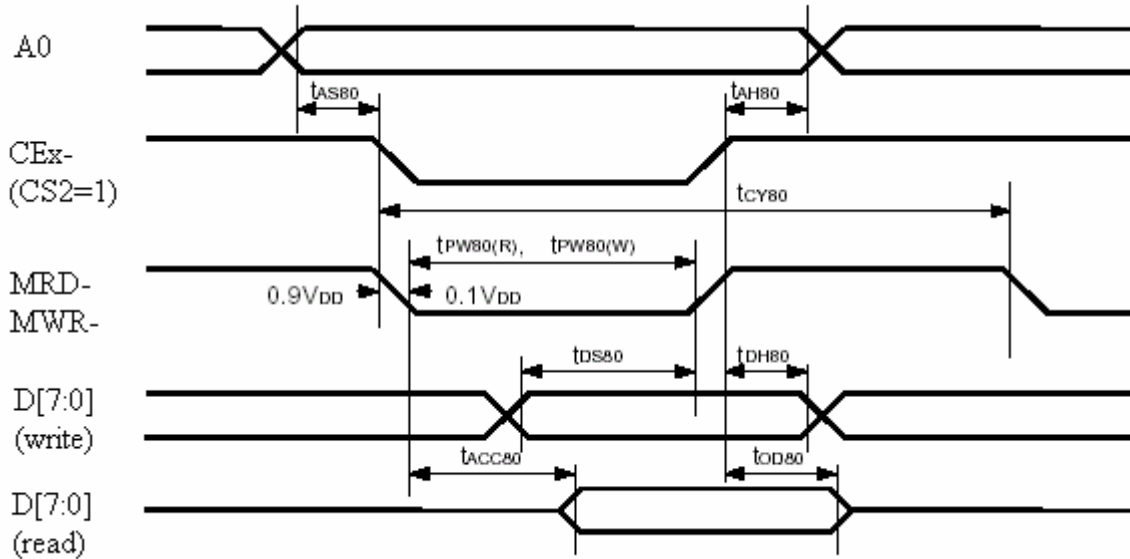 A0
tAS80 tAH80
CEx-
(CS2=1)
tCY80
tPW80(R), tPW80(W)
MRD-
MWR-
0.9VDD 0.1VDD
tDS80 tDH80
D[7:0]
(write)
tACC80 tOD80
D[7:0]
(read)